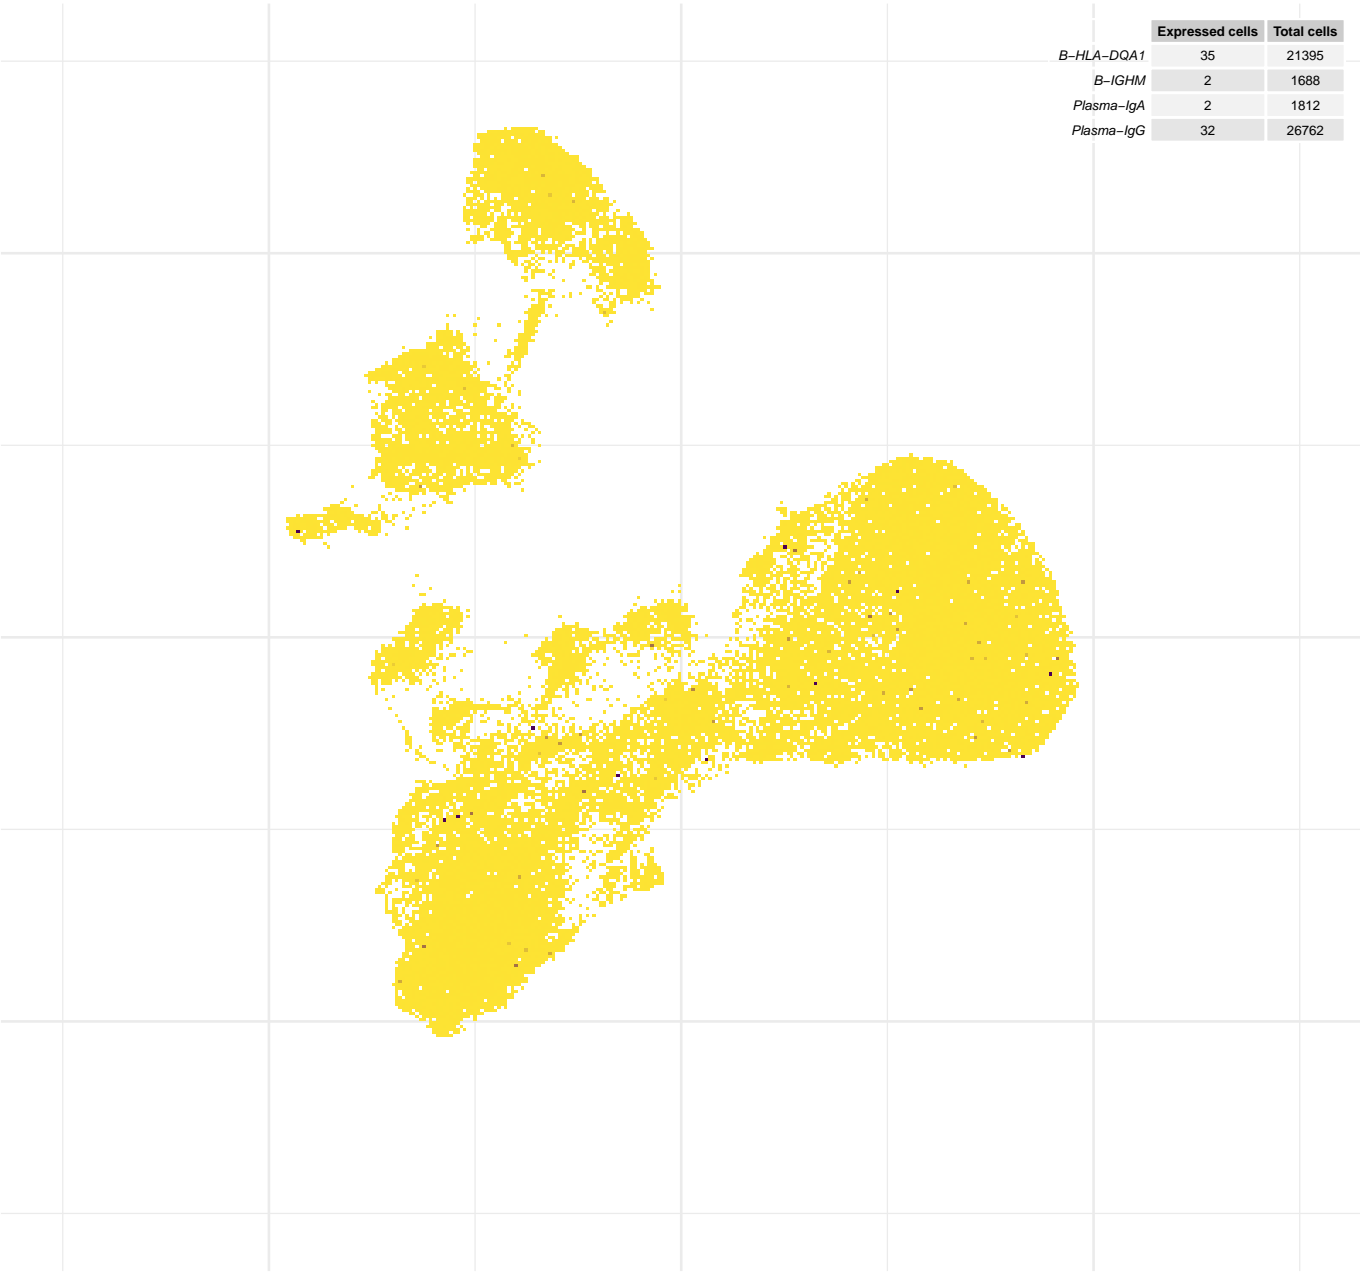 Expressed cells Total cells
B−HLA−DQA1 35 21395
B−IGHM 2 1688
Plasma−IgA 2 1812
Plasma−IgG 32 26762